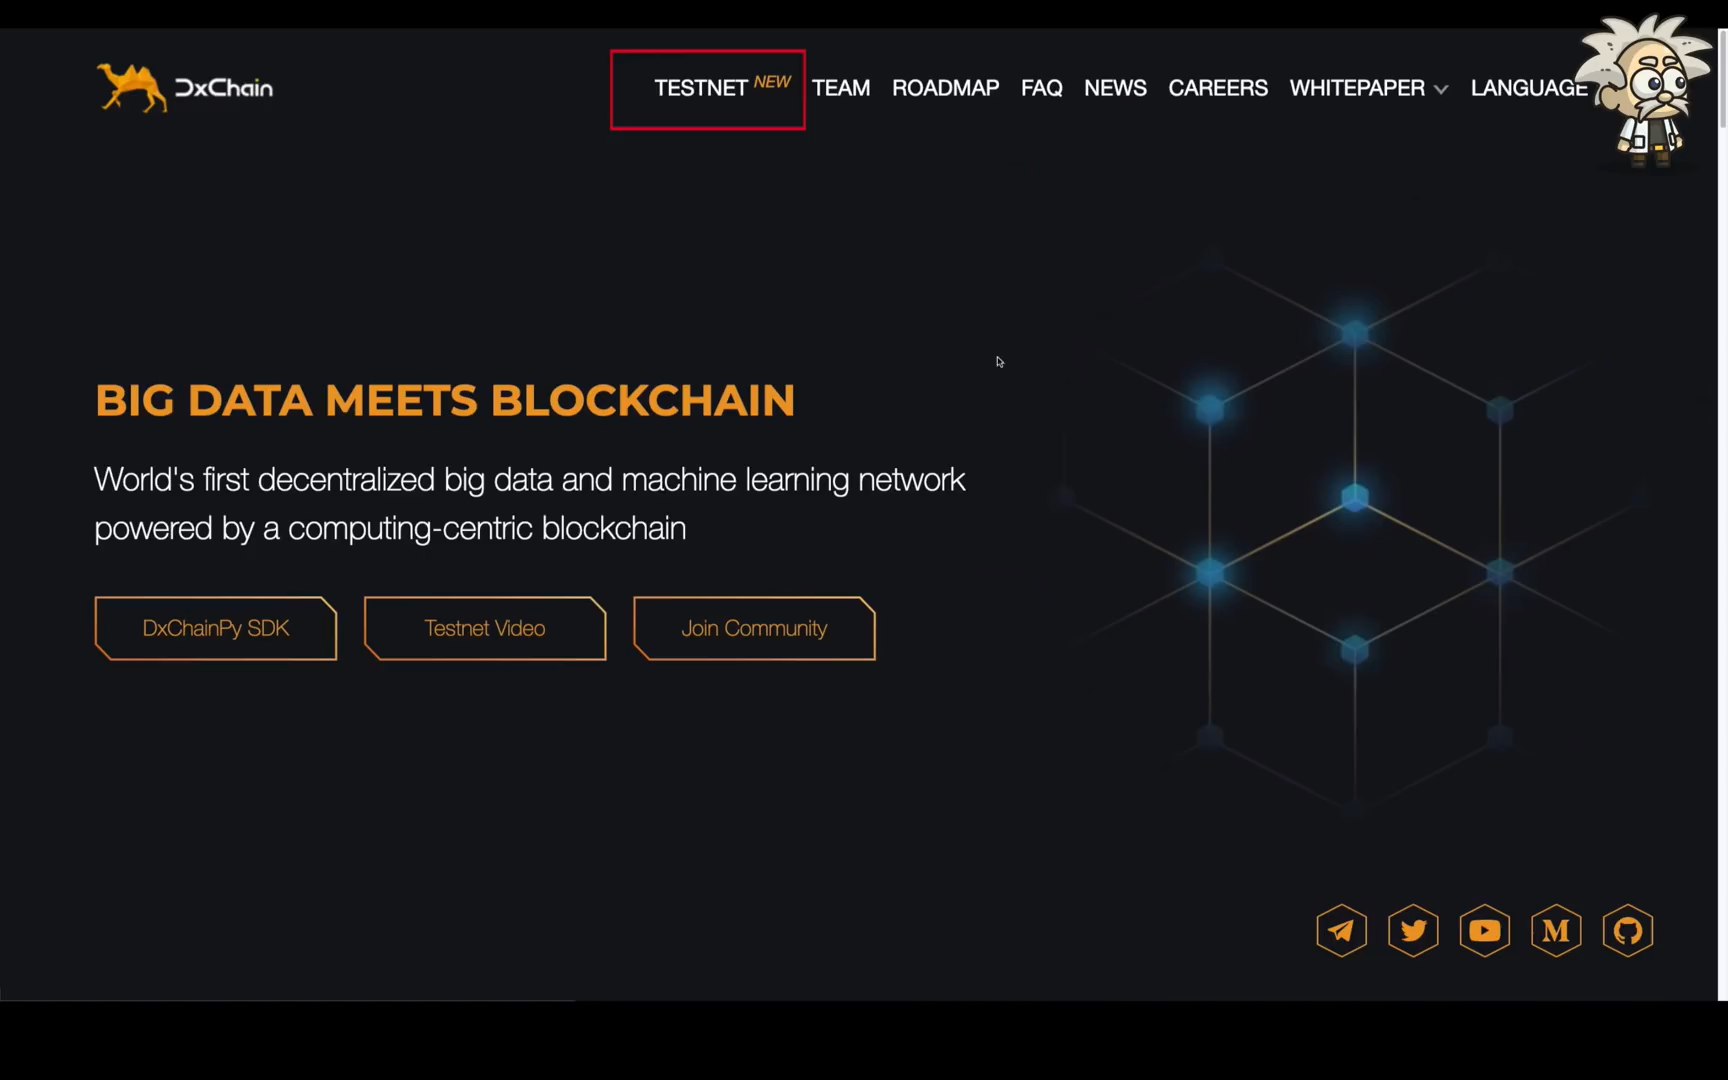 DxChain
TESTNET NEW TEAM ROADMAP FAQ NEWS CAREERS WHITEPAPER LANGUAGE
BIG DATA MEETS BLOCKCHAIN
World's first decentralized big data and machine learning network
powered by a computing-centric blockchain
DxChainPy SDK Testnet Video Join Community
M